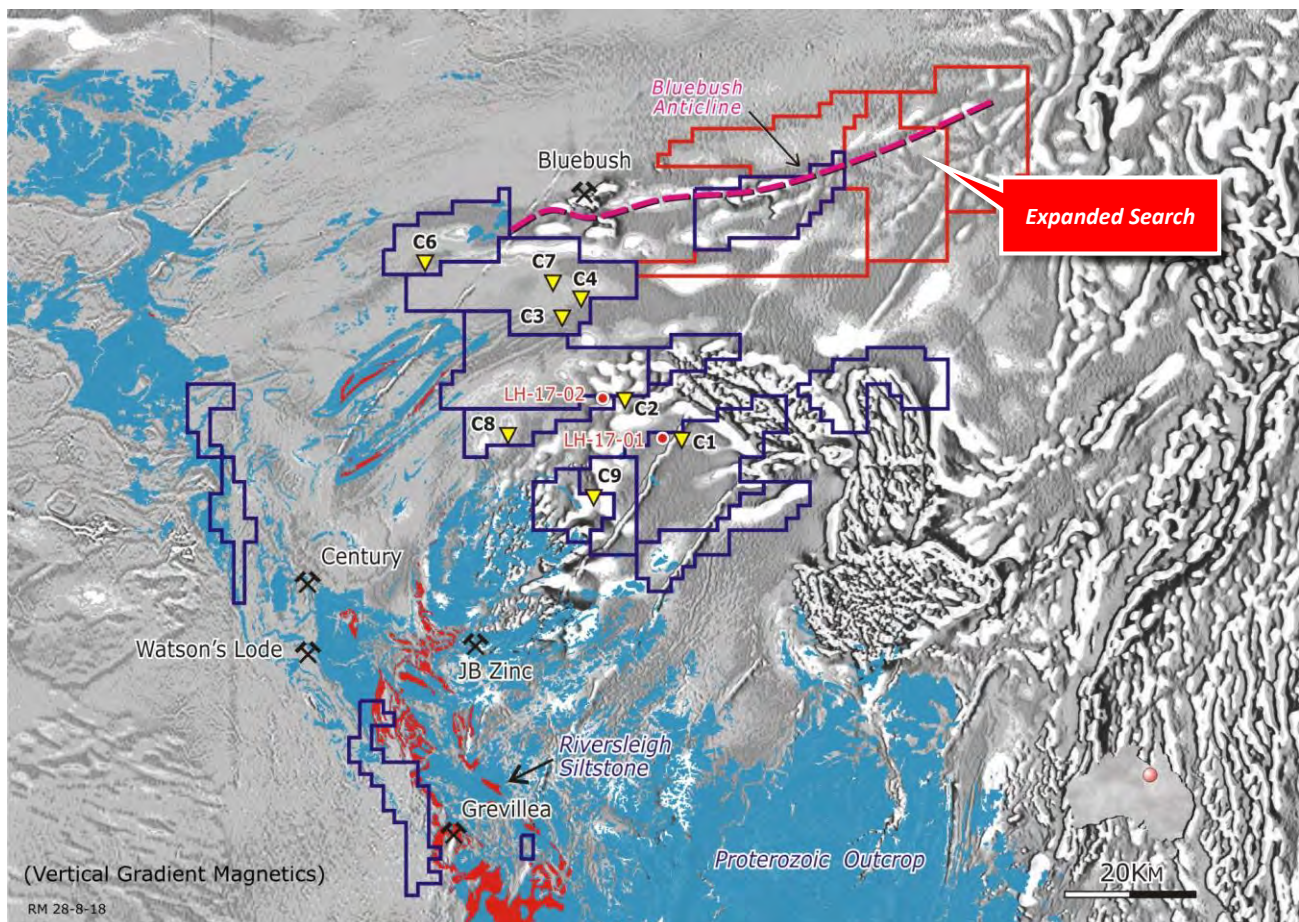 Bluebush
Anticline
Bluebush
Expanded Search
C6
C7
C4
C3
LH-17-02
C2
C8
LH-17-01
C1
C9
Century
Watson's Lode
JB Zinc
Riversleigh
Siltstone
Grevillea
Proterozoic Outcrop
(Vertical Gradient Magnetics)
20KM
RM 28-8-18